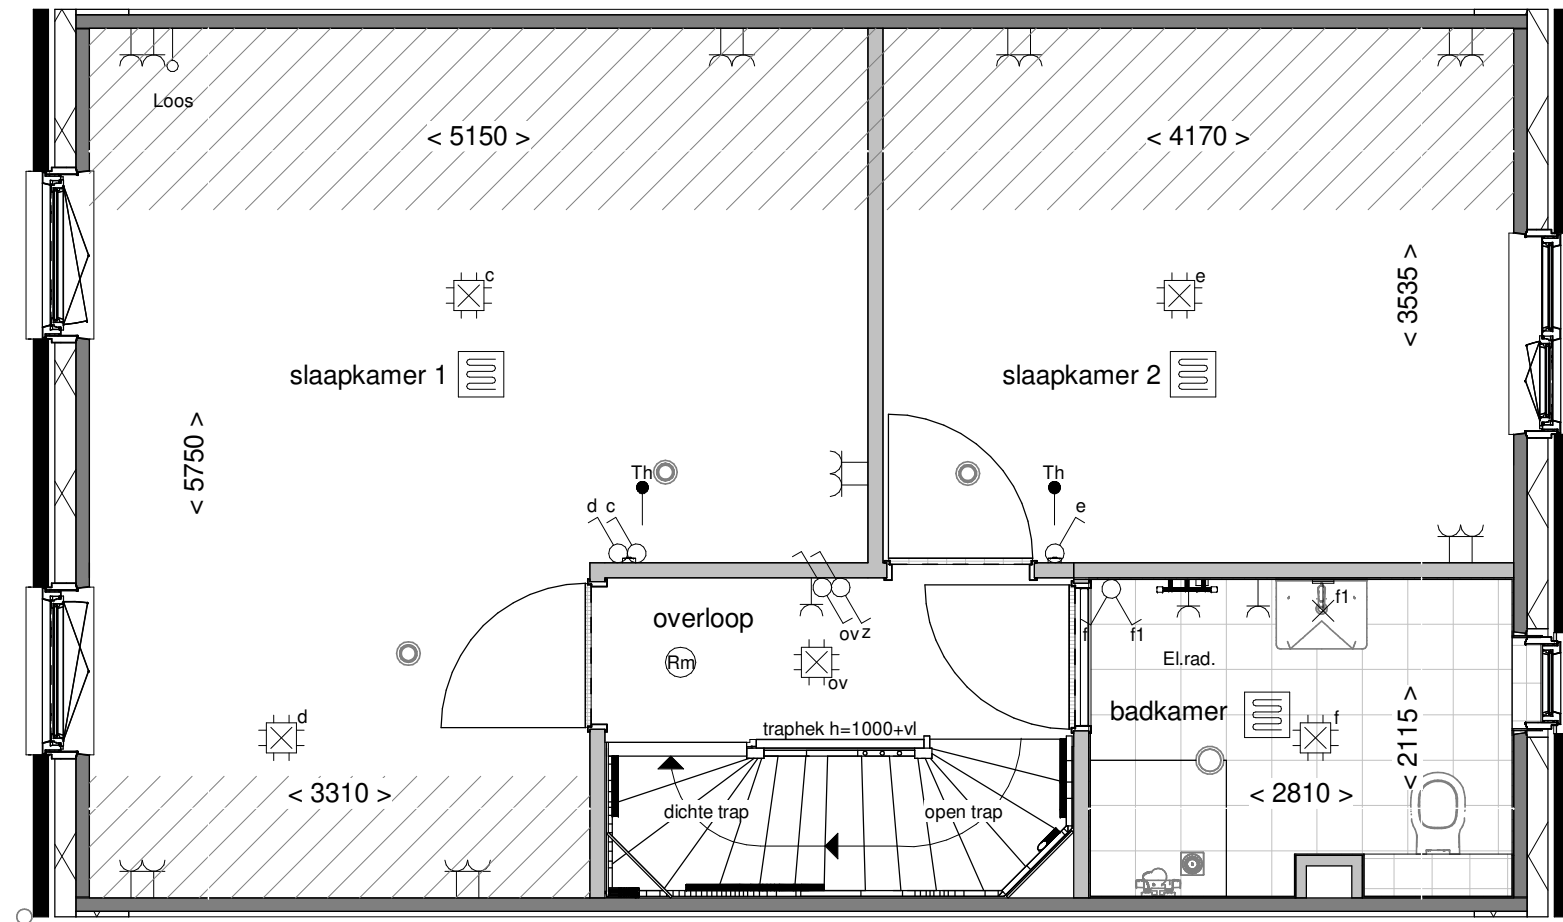 Loos
< 5150 >
< 4170 >
c
e
< 3535 >
slaapkamer 1
slaapkamer 2
< 5750 >
Th
Th
d c
e
overloop
ov z
f
f1
f1
Rm
ov
El.rad.
d
traphek h=1000+vl
badkamer
f
< 2115 >
< 3310 >
dichte trap
open trap
< 2810 >